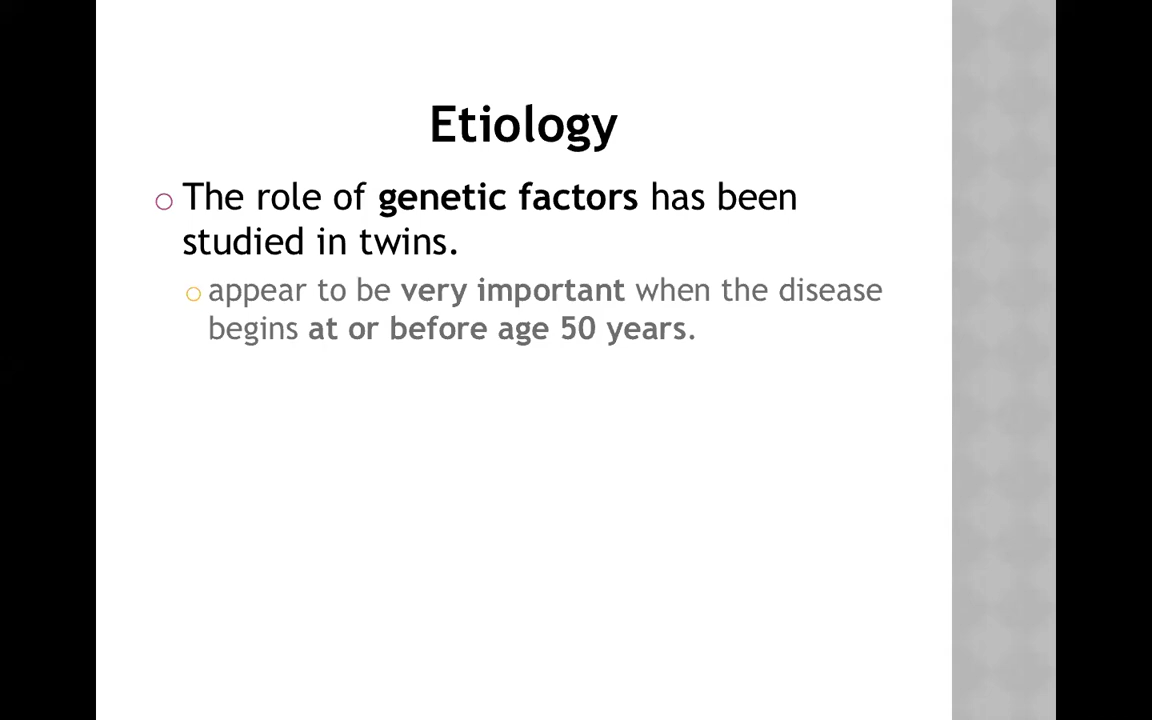 Etiology
The role of genetic factors has been
studied in twins.
appear to be very important when the disease
begins at or before age 50 years.